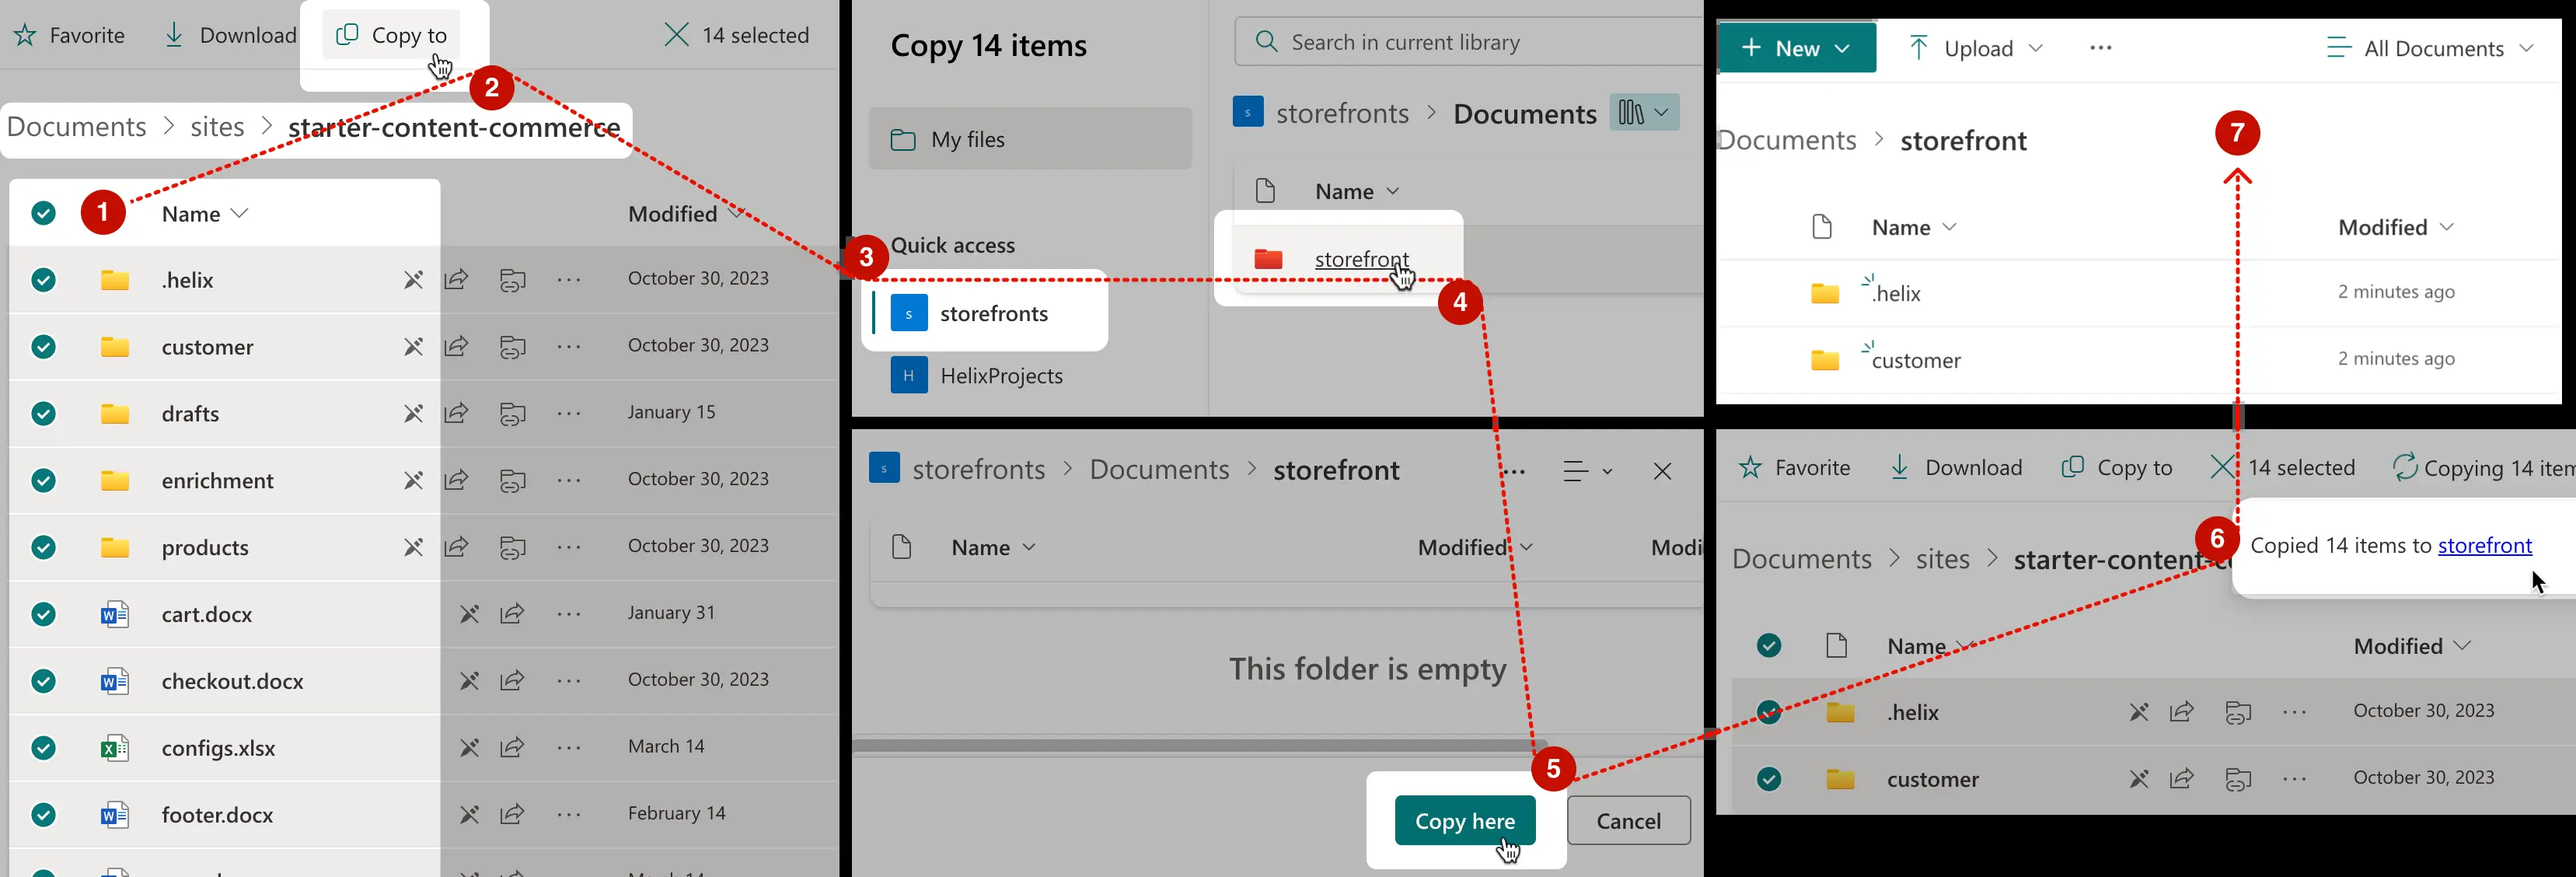 Favorite Download Copy to 14 selected
2
Documents > sites > starter-content-commerce
1 Name Modified
.helix ... October 30, 2023
customer ... October 30, 2023
drafts ... January 15
enrichment ... October 30, 2023
products ... October 30, 2023
cart.docx ... January 31
checkout.docx ... October 30, 2023
configs.xlsx ... March 14
footer.docx ... February 14
Copy 14 items
My files
3 Quick access
s storefronts
H HelixProjects
Search in current library
s storefronts > Documents
Name
storefront
4
s storefronts > Documents > storefront ...
Name Modified Modi
This folder is empty
5
Copy here Cancel
+ New Upload ... All Documents
7
Documents > storefront
Name Modified
.helix 2 minutes ago
customer 2 minutes ago
Favorite Download Copy to 14 selected Copying 14 item
6 Copied 14 items to storefront
Documents > sites > starter-content-c
Name Modified
.helix ... October 30, 2023
customer ... October 30, 2023